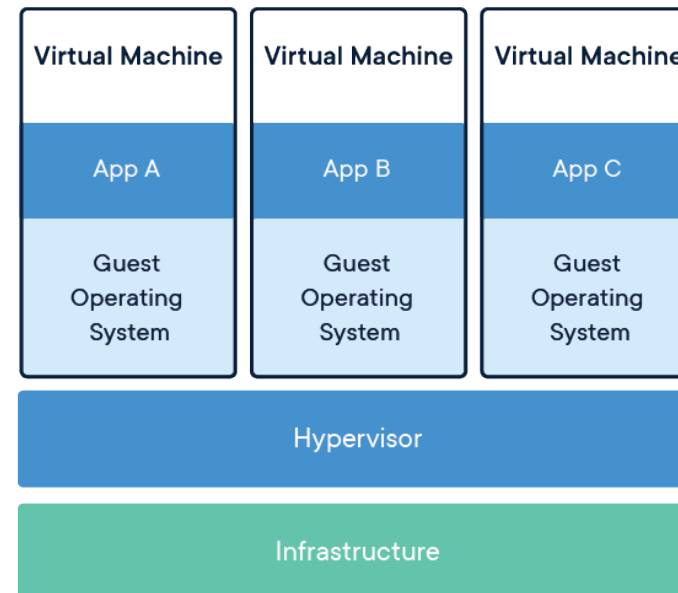 Virtual Machine
App A
Guest
Operating
System
Virtual Machine
App B
Guest
Operating
System
Virtual Machine
App C
Guest
Operating
System
Hypervisor
Infrastructure